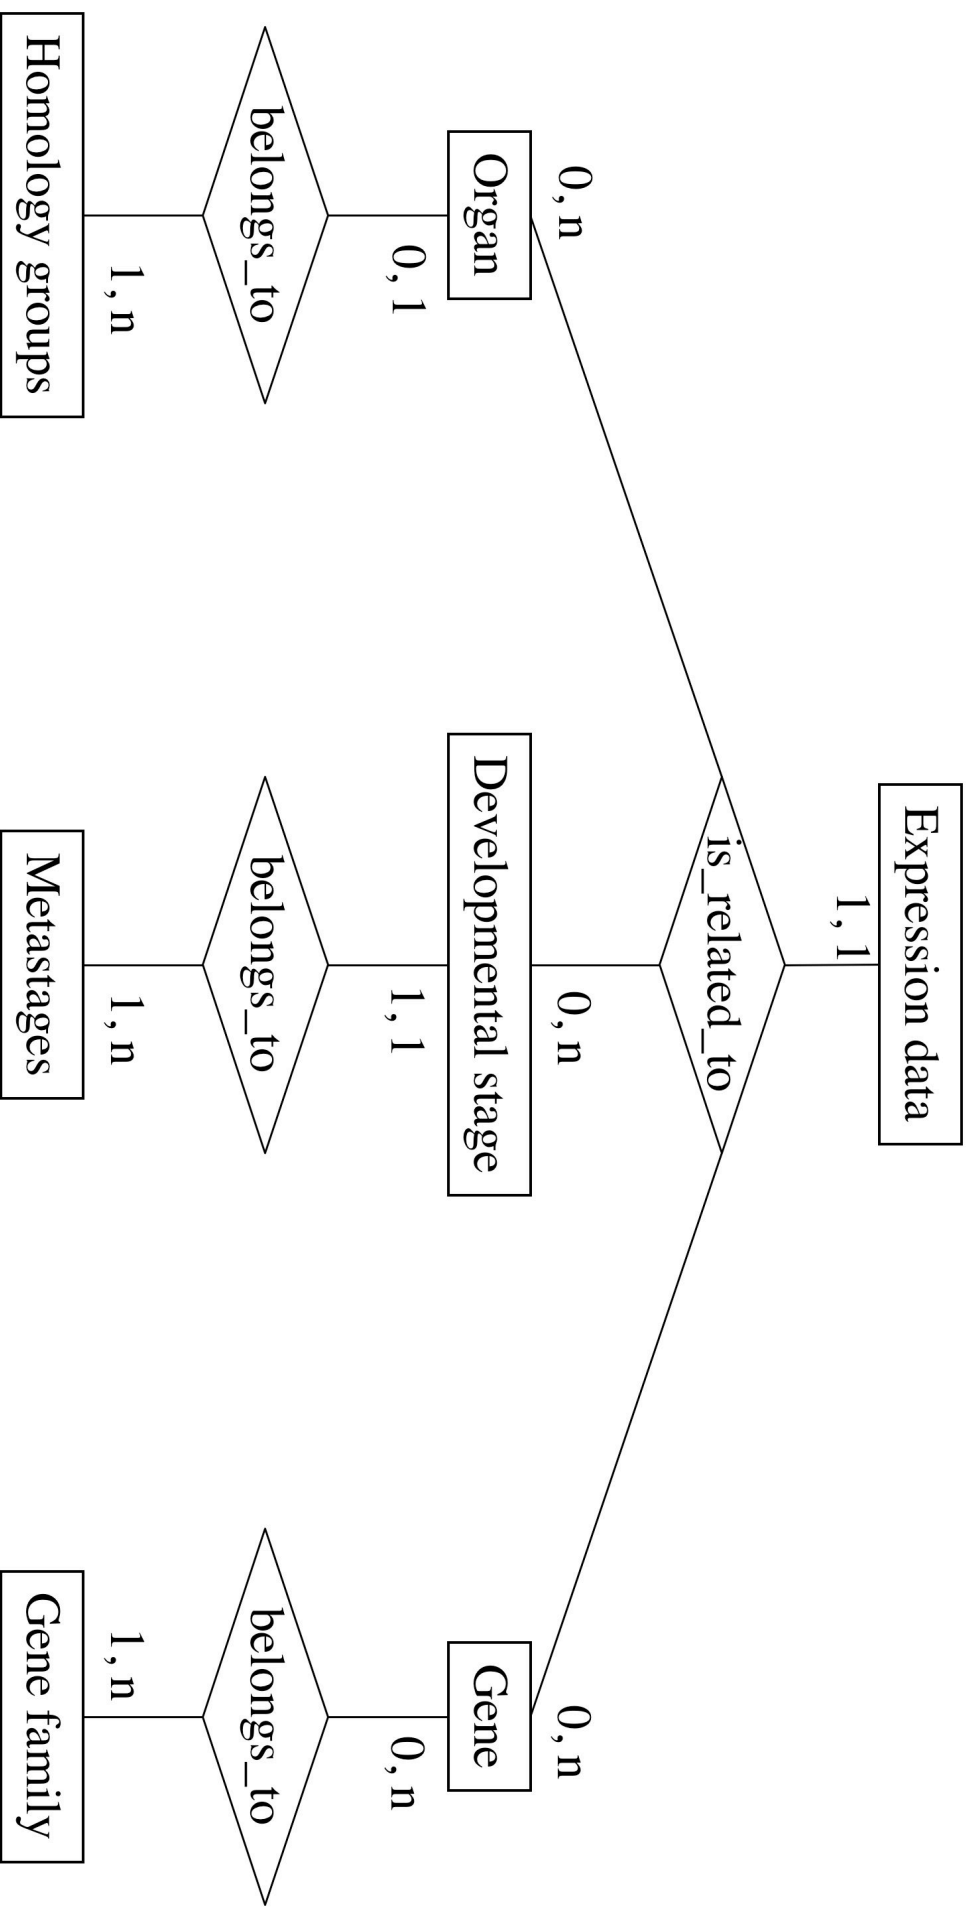 Expression data
1, 1
is_related_to
0, n
0, n
0, n
Organ
Developmental stage
Gene
0, 1
1, 1
0, n
belongs_to
belongs_to
belongs_to
1, n
1, n
1, n
Homology groups
Metastages
Gene family